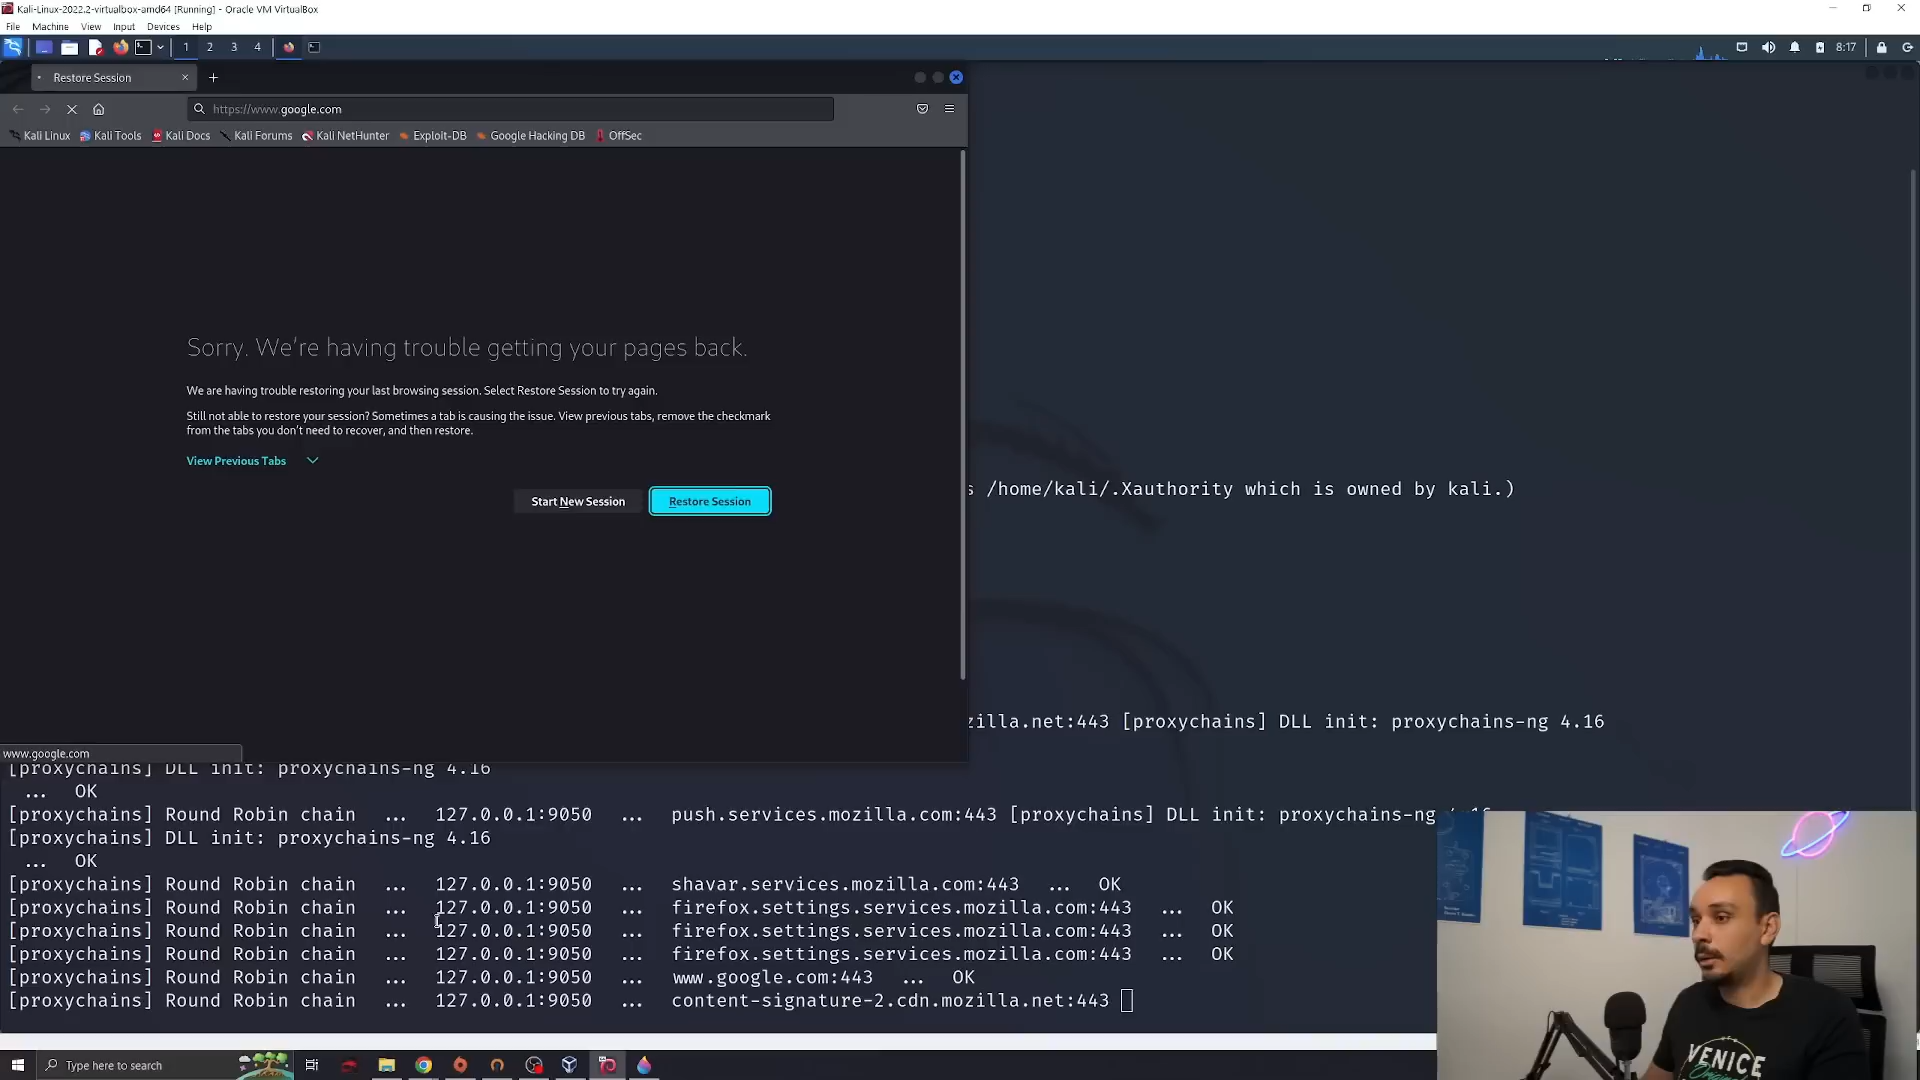 Kali-Linux-2022.2-virtualbox-amd64 [Running] - Oracle VM VirtualBox
File Machine View Input Devices Help
1 2 3 4
8:17
Restore Session
https://www.google.com
Kali Linux Kali Tools Kali Docs Kali Forums Kali NetHunter Exploit-DB Google Hacking DB OffSec
Sorry. We're having trouble getting your pages back.
We are having trouble restoring your last browsing session. Select Restore Session to try again.
Still not able to restore your session? Sometimes a tab is causing the issue. View previous tabs, remove the checkmark
from the tabs you don't need to recover, and then restore.
View Previous Tabs
Start New Session Restore Session
s /home/kali/.Xauthority which is owned by kali.)
zilla.net:443 [proxychains] DLL init: proxychains-ng 4.16
www.google.com
[proxychains] DLL init: proxychains-ng 4.16
... OK
[proxychains] Round Robin chain ... 127.0.0.1:9050 ... push.services.mozilla.com:443 [proxychains] DLL init: proxychains-ng 4.16
[proxychains] DLL init: proxychains-ng 4.16
... OK
[proxychains] Round Robin chain ... 127.0.0.1:9050 ... shavar.services.mozilla.com:443 ... OK
[proxychains] Round Robin chain ... 127.0.0.1:9050 ... firefox.settings.services.mozilla.com:443 ... OK
[proxychains] Round Robin chain ... 127.0.0.1:9050 ... firefox.settings.services.mozilla.com:443 ... OK
[proxychains] Round Robin chain ... 127.0.0.1:9050 ... firefox.settings.services.mozilla.com:443 ... OK
[proxychains] Round Robin chain ... 127.0.0.1:9050 ... www.google.com:443 ... OK
[proxychains] Round Robin chain ... 127.0.0.1:9050 ... content-signature-2.cdn.mozilla.net:443
Type here to search
VENICE